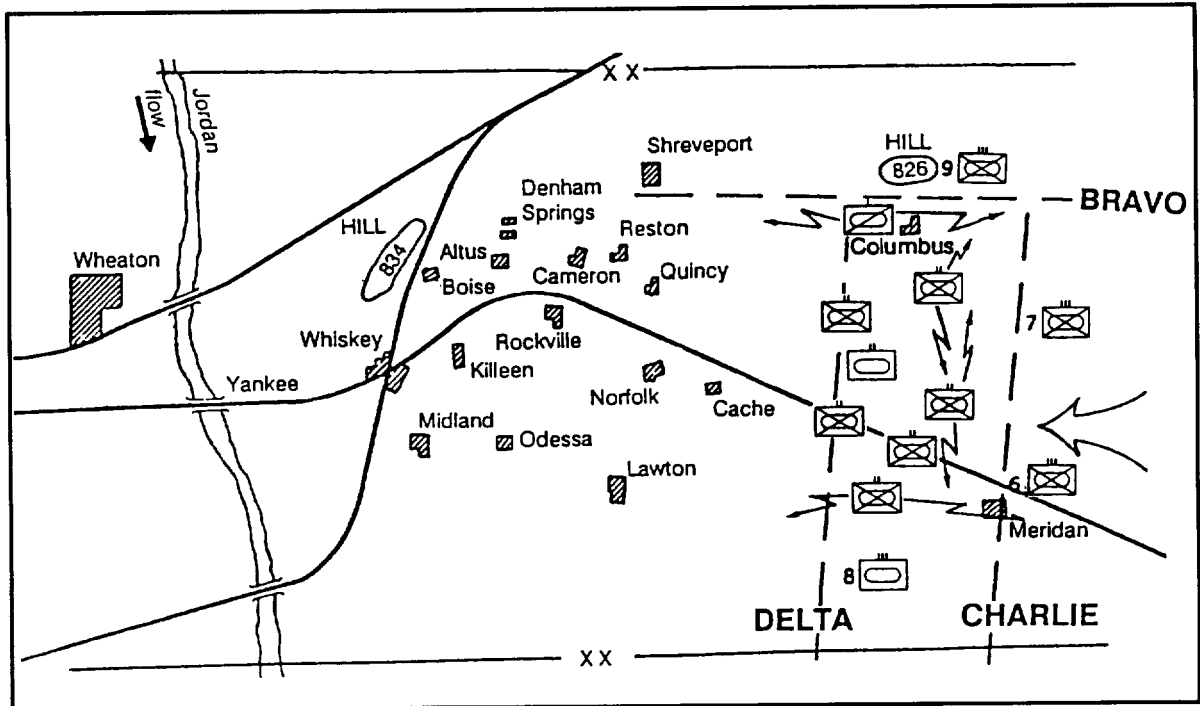 X X
Jordan
flow
Shreveport
HILL
826
9
BRAVO
Denham
Springs
HILL
834
Altus
Reston
Columbus
Wheaton
Boise
Cameron
Quincy
7
Whiskey
Rockville
Killeen
Yankee
Norfolk
Cache
Midland
Odessa
Lawton
6
Meridan
8
DELTA
CHARLIE
X X